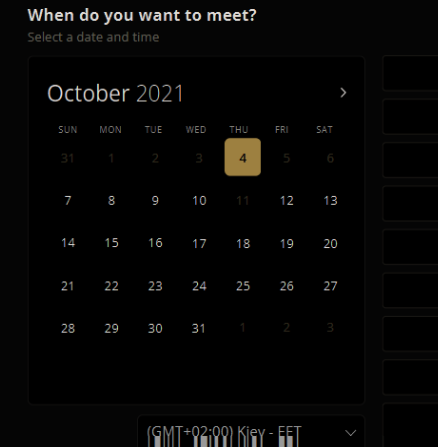 When do you want to meet?
Select a date and time
October 2021
SUN MON TUE WED THU FRI SAT
31 1 2 3 4 5 6
7 8 9 10 11 12 13
14 15 16 17 18 19 20
21 22 23 24 25 26 27
28 29 30 31 1 2 3
(GMT+02:00) Kiev - EET